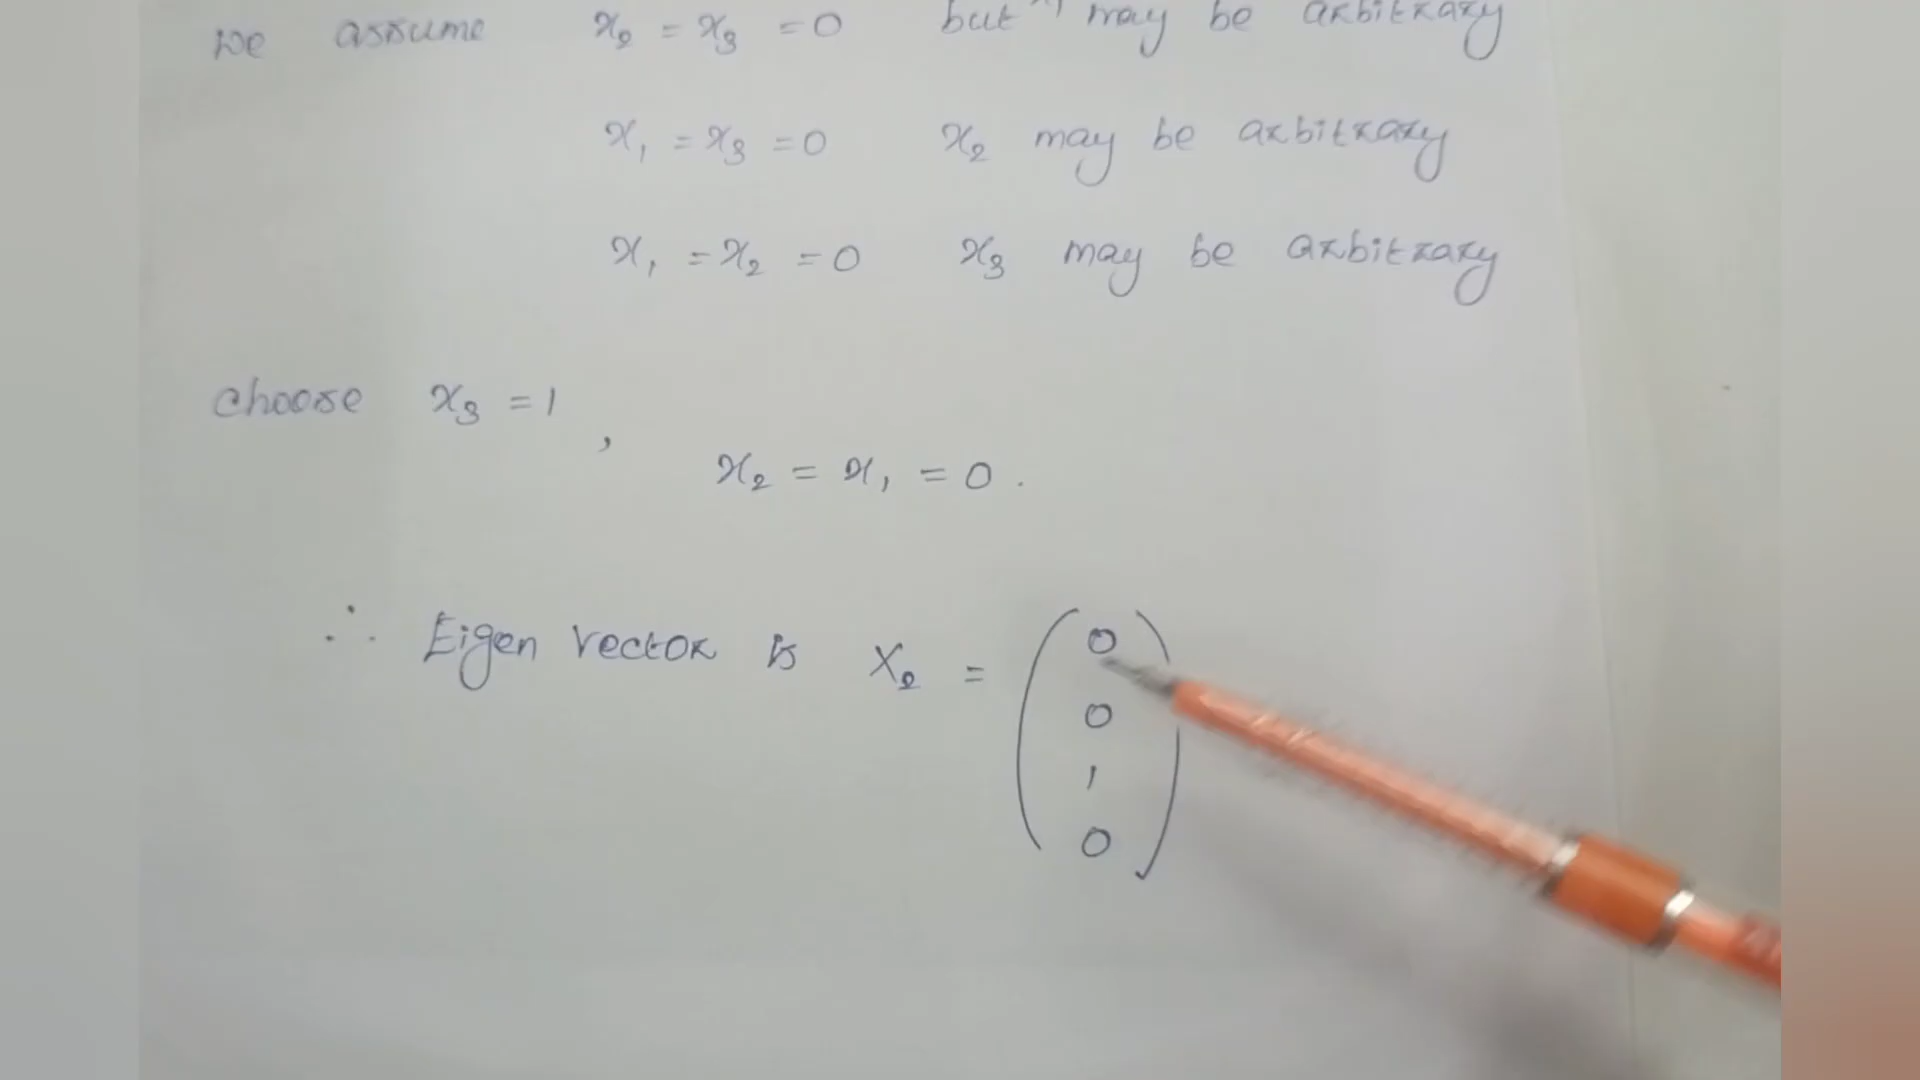 we assume x₂ = x₃ = 0 but may be arbitrary
x₁ = x₃ = 0 x₂ may be arbitrary
x₁ = x₂ = 0 x₃ may be arbitrary
choose x₃ = 1 ,
x₂ = x₁ = 0 .
∴ Eigen vector is X₂ = (
0
0
1
0
)